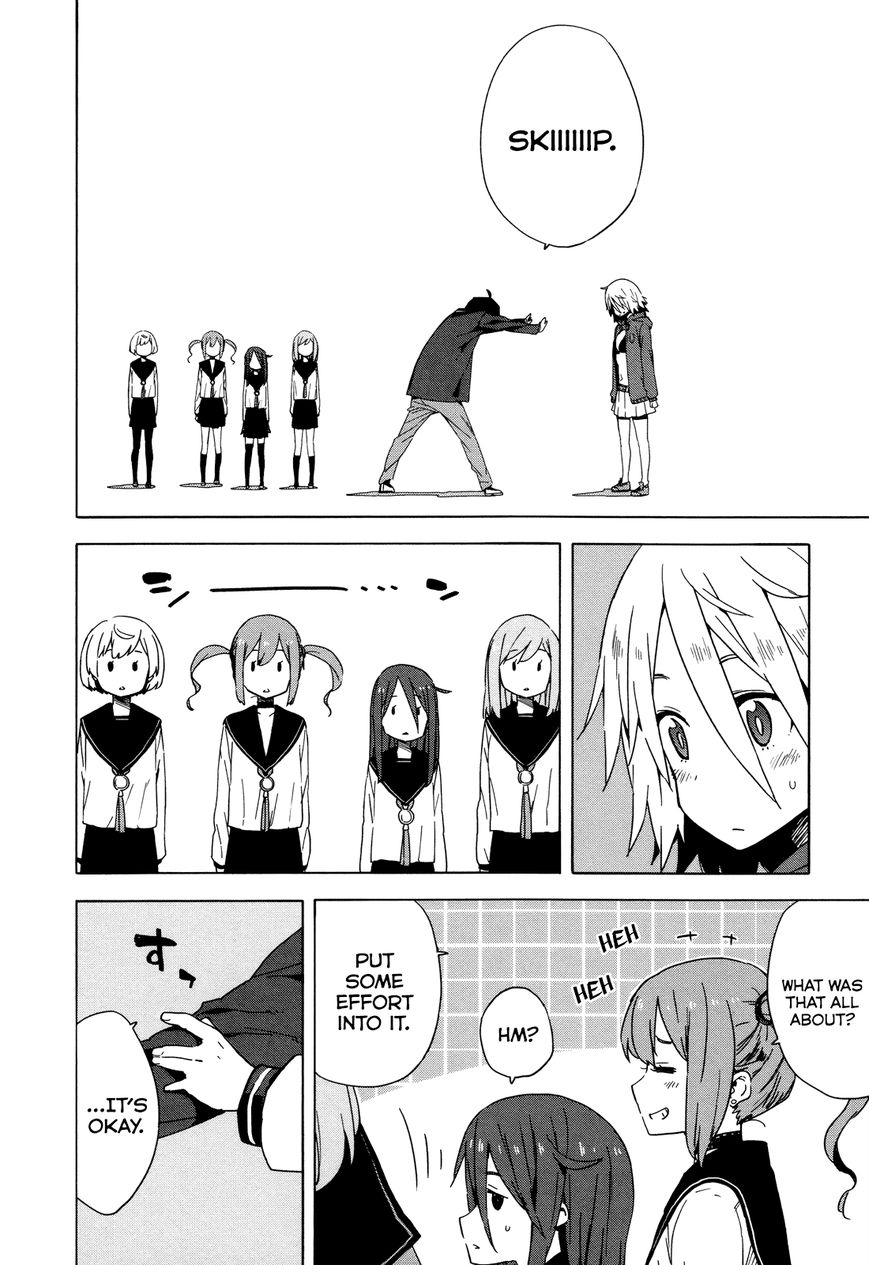 SKIIIIIIP.
WHAT WAS
THAT ALL
ABOUT?
HEH
HEH
HM?
PUT
SOME
EFFORT
INTO IT.
す
...IT'S
OKAY.